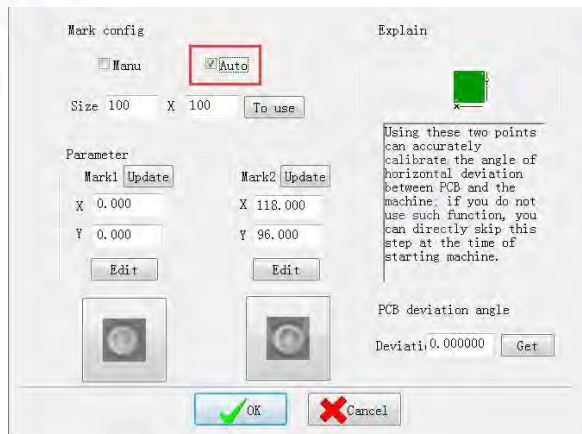 Mark config
Explain
Manu
Auto
Size 100 X 100 To use
Using these two points
can accurately
calibrate the angle of
horizontal deviation
between PCB and the
machine; if you do not
use such function, you
can directly skip this
step at the time of
starting machine.
Parameter
Mark1 Update
Mark2 Update
X 0.000
X 118.000
Y 0.000
Y 96.000
Edit
Edit
PCB deviation angle
Deviati 0.000000 Get
OK
Cancel